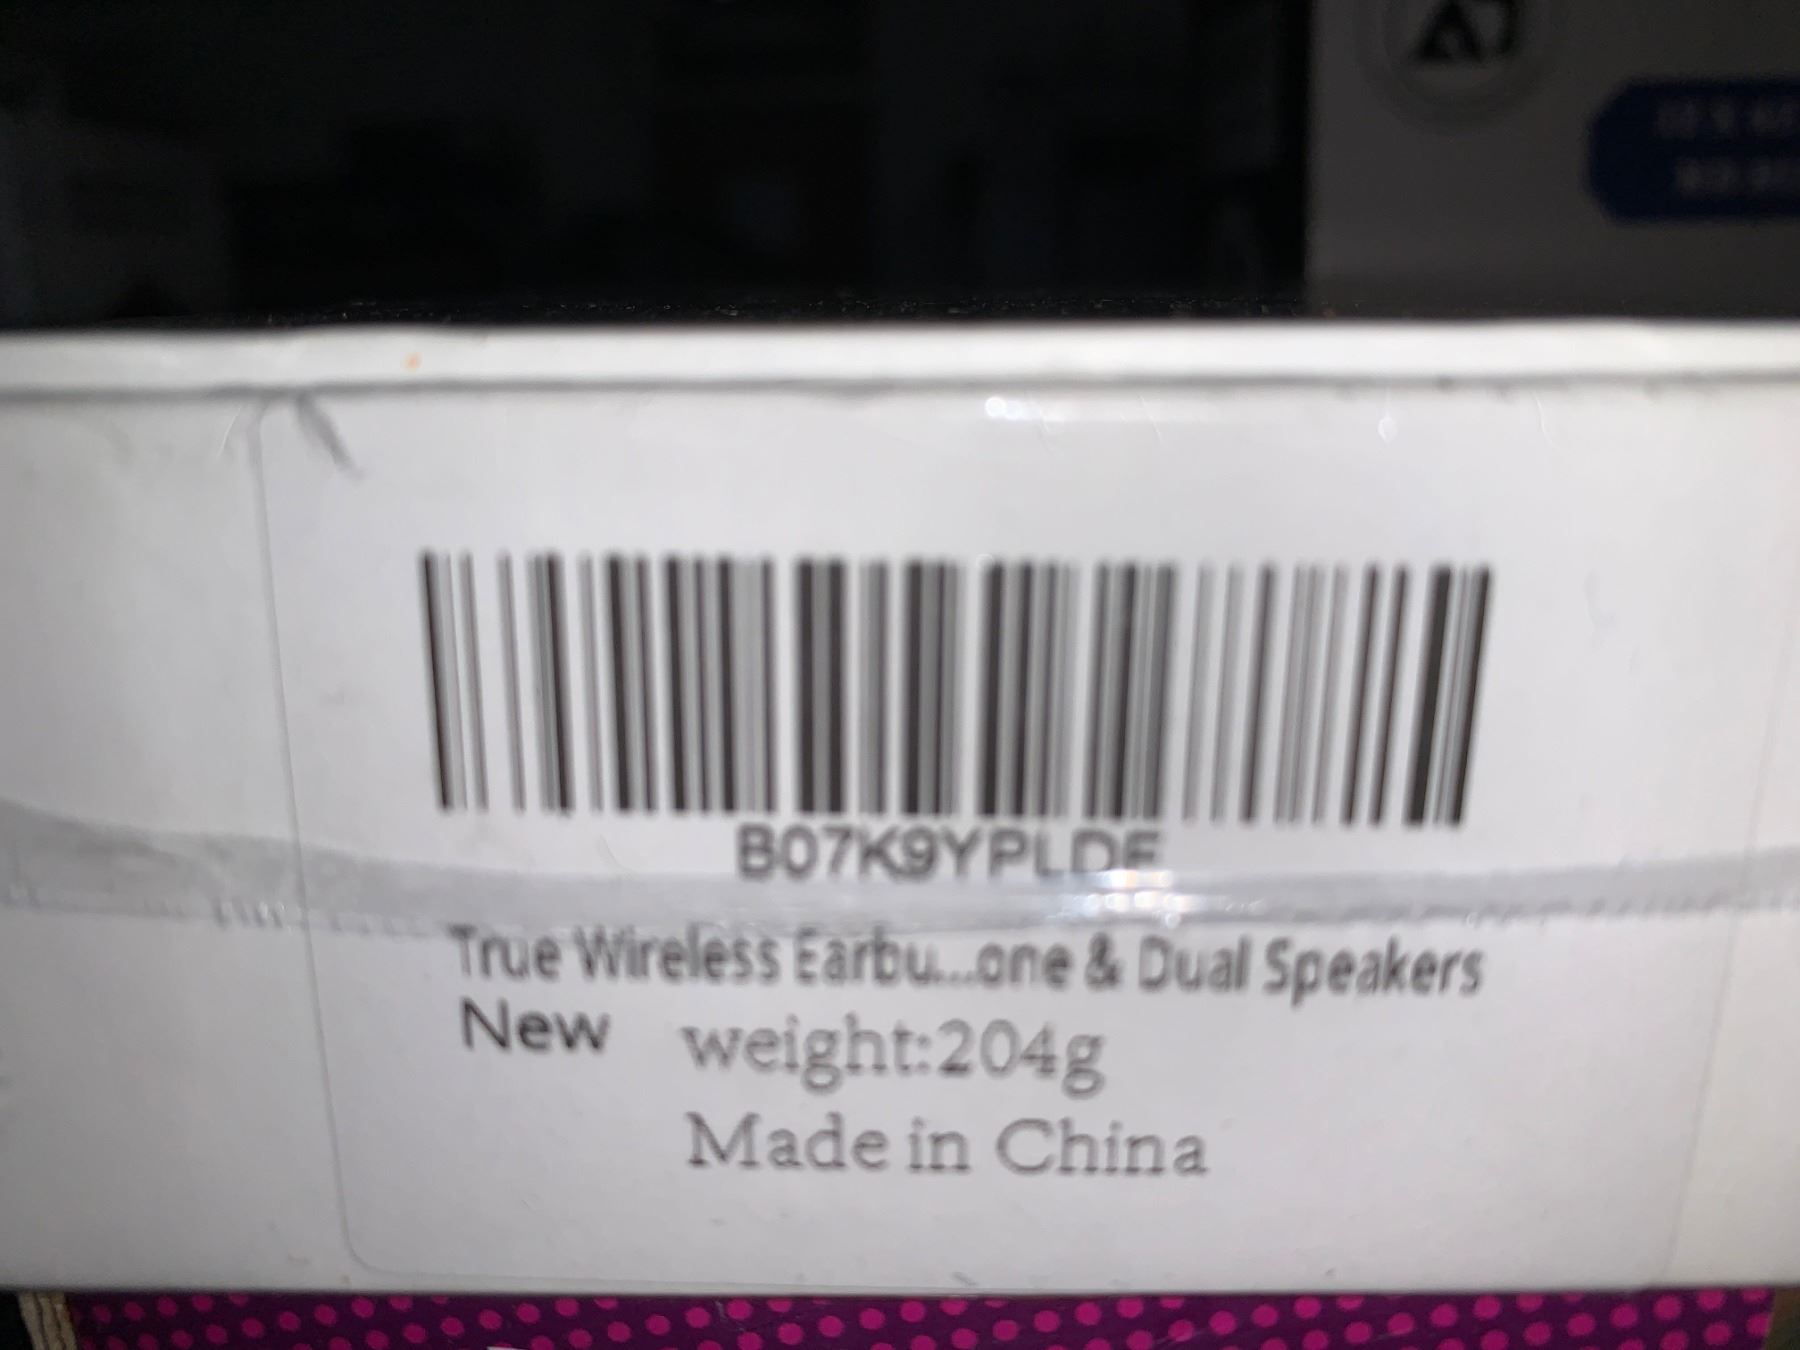 B07K9YPLDF
True Wireless Earbu...one & Dual Speakers
New weight:204g
Made in China